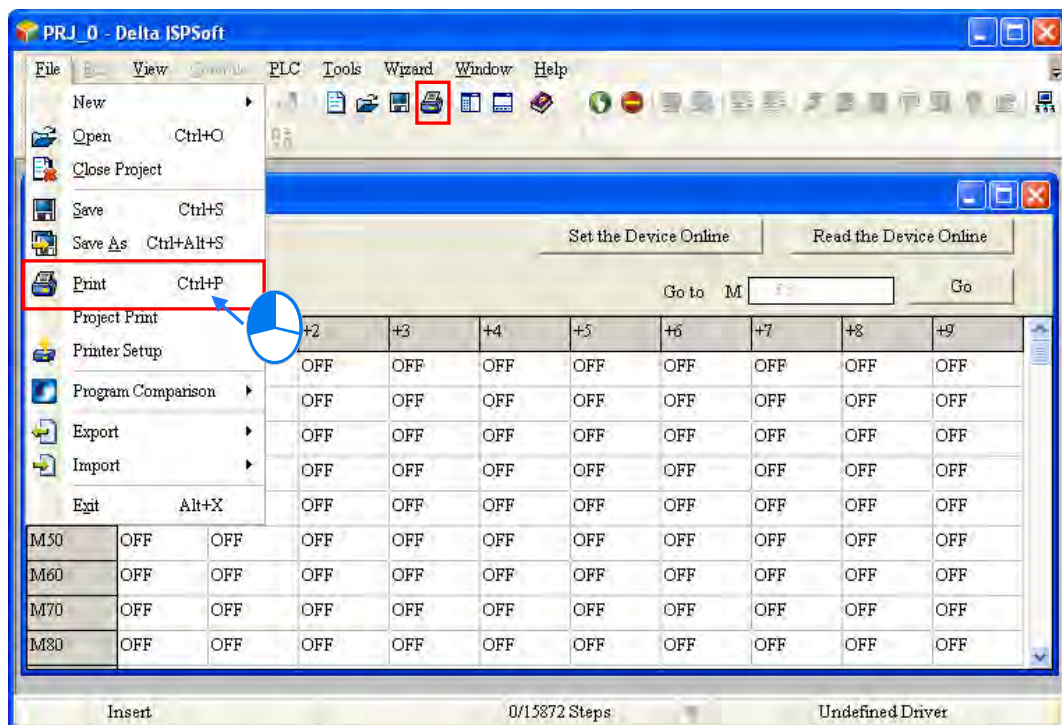 PRJ_0 - Delta ISPSoft
File View PLC Tools Wizard Window Help
New
Open Ctrl+O
Close Project
Save Ctrl+S
Save As Ctrl+Alt+S
Set the Device Online Read the Device Online
Print Ctrl+P
Go to M Go
Project Print
+2 +3 +4 +5 +6 +7 +8 +9
Printer Setup
OFF OFF OFF OFF OFF OFF OFF OFF
Program Comparison
OFF OFF OFF OFF OFF OFF OFF OFF
Export
OFF OFF OFF OFF OFF OFF OFF OFF
Import
OFF OFF OFF OFF OFF OFF OFF OFF
Exit Alt+X
OFF OFF OFF OFF OFF OFF OFF OFF
M50 OFF OFF OFF OFF OFF OFF OFF OFF OFF OFF
M60 OFF OFF OFF OFF OFF OFF OFF OFF OFF OFF
M70 OFF OFF OFF OFF OFF OFF OFF OFF OFF OFF
M80 OFF OFF OFF OFF OFF OFF OFF OFF OFF OFF
Insert 0/15872 Steps Undefined Driver